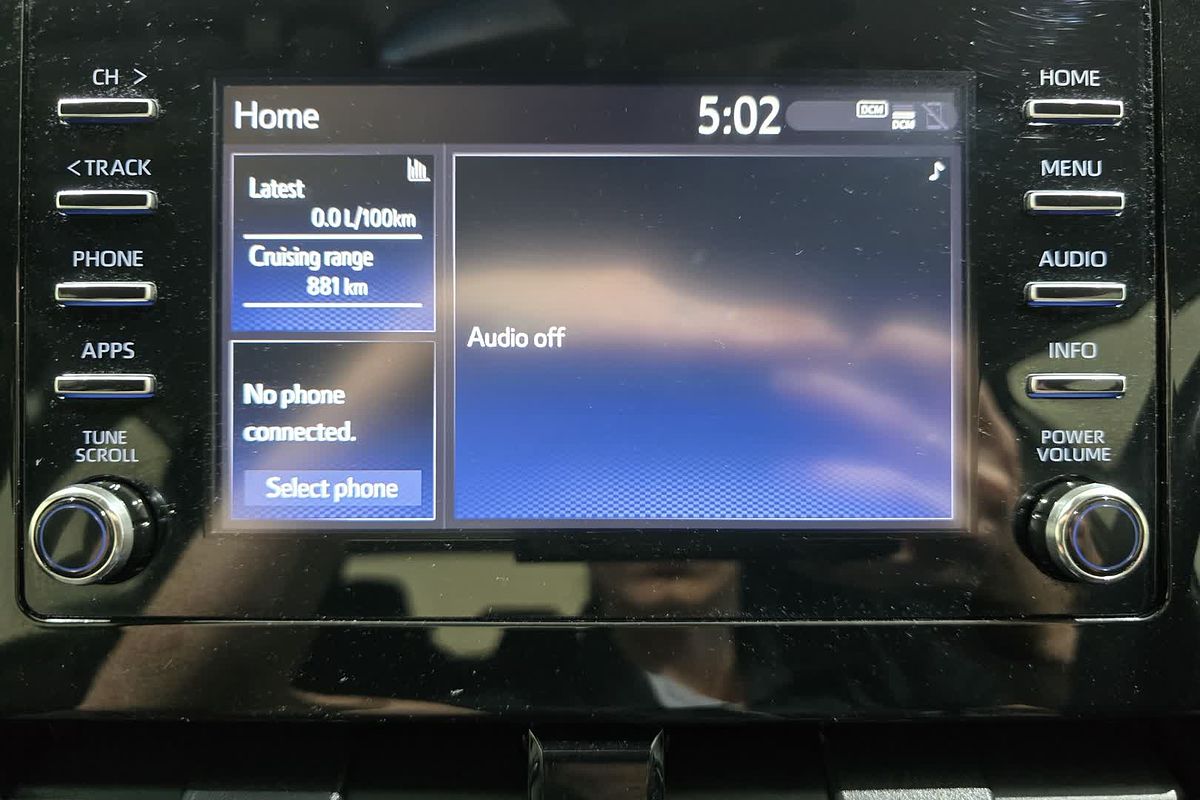 CH >
< TRACK
PHONE
APPS
TUNE
SCROLL
Home
5:02
DCM
DCM
Latest
0.0 L/100km
Cruising range
881 km
No phone
connected.
Select phone
Audio off
HOME
MENU
AUDIO
INFO
POWER
VOLUME